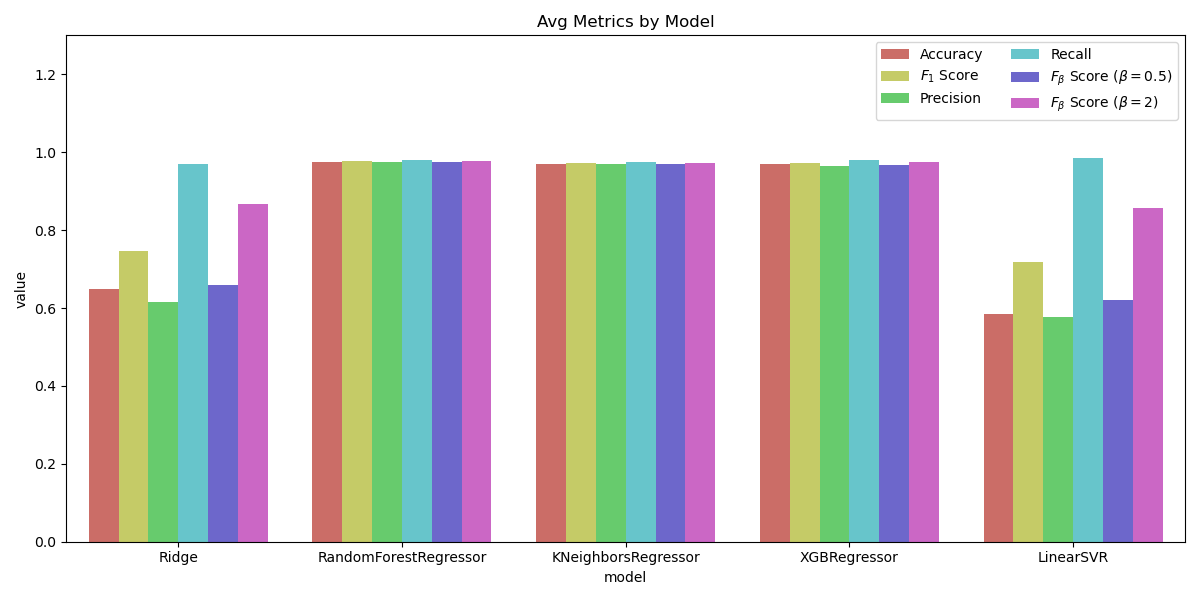 Avg Metrics by Model
Accuracy
F₁ Score
Precision
Recall
Fᵦ Score (β = 0.5)
Fᵦ Score (β = 2)
1.2
1.0
0.8
0.6
0.4
0.2
0.0
value
Ridge
RandomForestRegressor
KNeighborsRegressor
XGBRegressor
LinearSVR
model